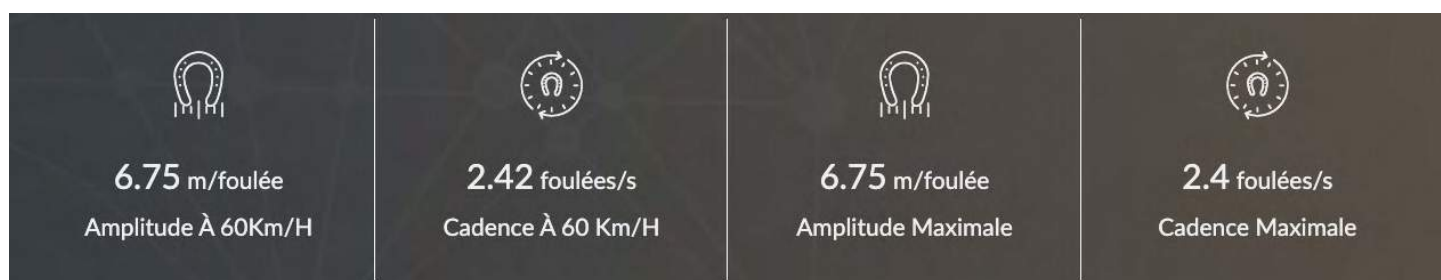 6.75 m/foulée
Amplitude À 60Km/H
2.42 foulées/s
Cadence À 60 Km/H
6.75 m/foulée
Amplitude Maximale
2.4 foulées/s
Cadence Maximale